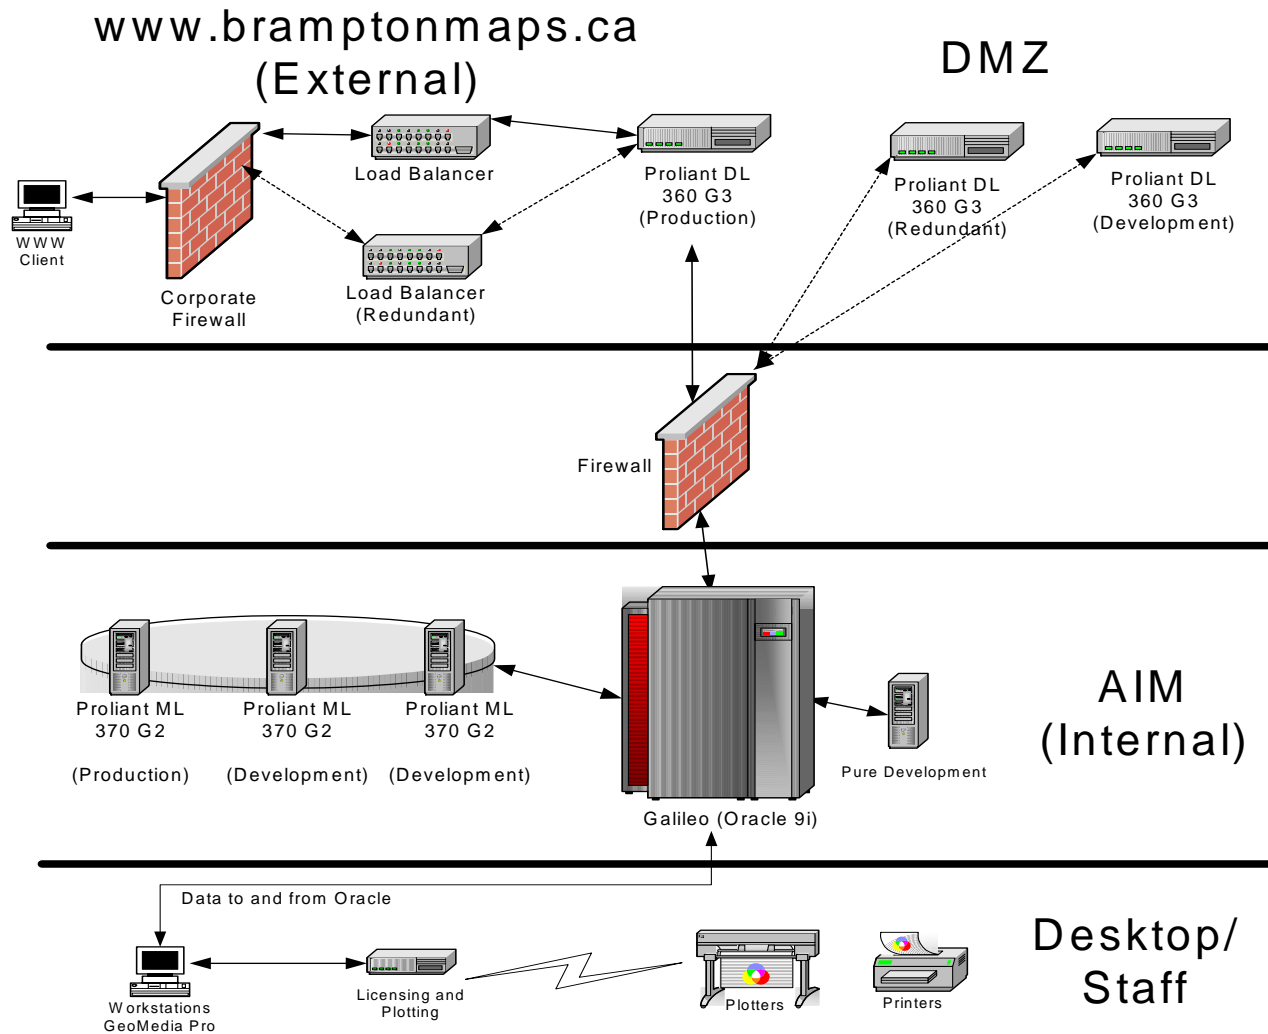 www.bramptonmaps.ca
(External)
DMZ
WWW
Client
Corporate
Firewall
Load Balancer
Load Balancer
(Redundant)
Proliant DL
360 G3
(Production)
Proliant DL
360 G3
(Redundant)
Proliant DL
360 G3
(Development)
Firewall
Proliant ML
370 G2
(Production)
Proliant ML
370 G2
(Development)
Proliant ML
370 G2
(Development)
Galileo (Oracle 9i)
Pure Development
AIM
(Internal)
Data to and from Oracle
Workstations
GeoMedia Pro
Licensing and
Plotting
Plotters
Printers
Desktop/
Staff